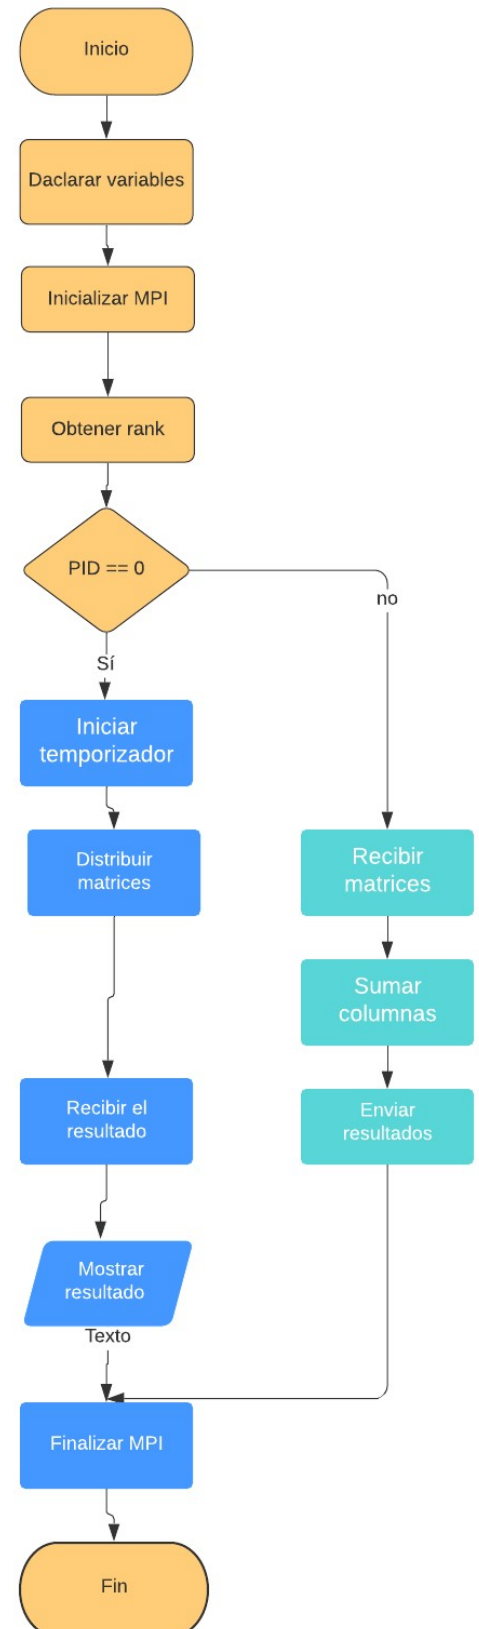 Inicio
Daclarar variables
Inicializar MPI
Obtener rank
PID == 0
no
Sí
Iniciar
temporizador
Distribuir
matrices
Recibir
matrices
Sumar
columnas
Recibir el
resultado
Enviar
resultados
Mostrar
resultado
Texto
Finalizar MPI
Fin